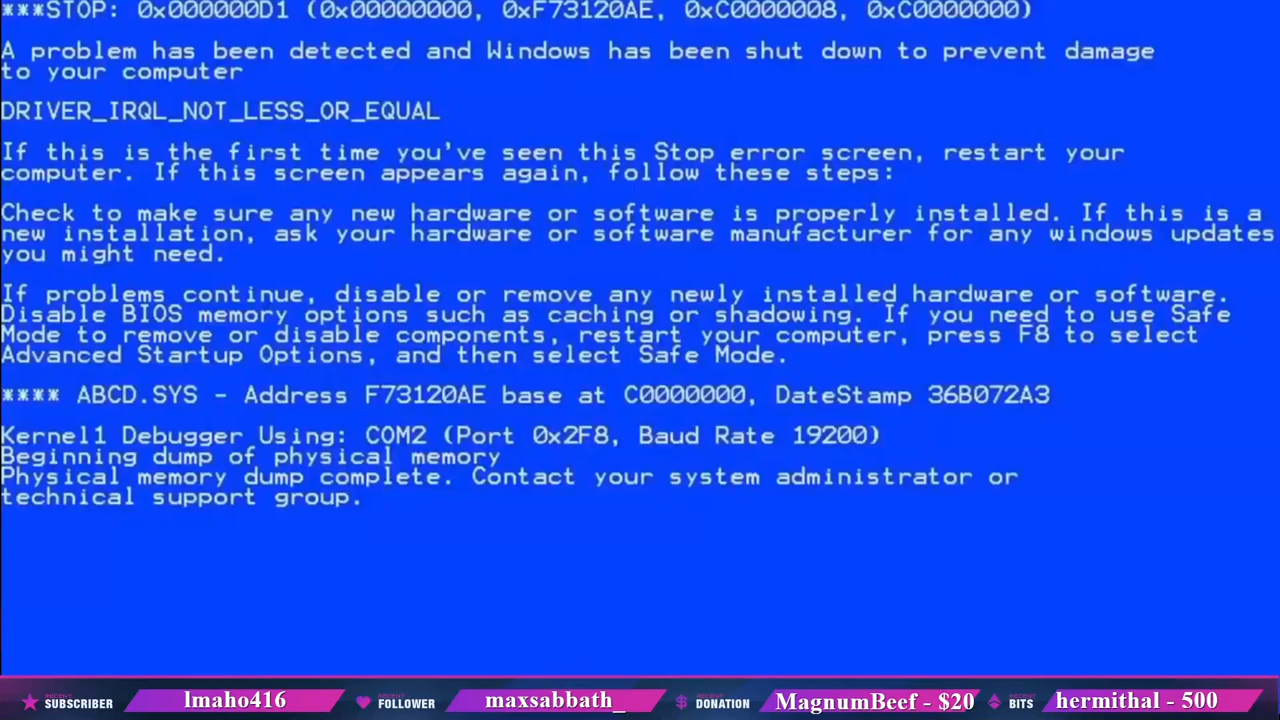 ***STOP: 0x000000D1 (0x00000000, 0xF73120AE, 0xC0000008, 0xC0000000)
A problem has been detected and Windows has been shut down to prevent damage
to your computer
DRIVER_IRQL_NOT_LESS_OR_EQUAL
If this is the first time you've seen this Stop error screen, restart your
computer. If this screen appears again, follow these steps:
Check to make sure any new hardware or software is properly installed. If this is a
new installation, ask your hardware or software manufacturer for any windows updates
you might need.
If problems continue, disable or remove any newly installed hardware or software.
Disable BIOS memory options such as caching or shadowing. If you need to use Safe
Mode to remove or disable components, restart your computer, press F8 to select
Advanced Startup Options, and then select Safe Mode.
**** ABCD.SYS - Address F73120AE base at C0000000, DateStamp 36B072A3
Kernel1 Debugger Using: COM2 (Port 0x2F8, Baud Rate 19200)
Beginning dump of physical memory
Physical memory dump complete. Contact your system administrator or
technical support group.
RECENT SUBSCRIBER lmaho416 RECENT FOLLOWER maxsabbath_ RECENT DONATION MagnumBeef - $20 RECENT BITS hermithal - 500